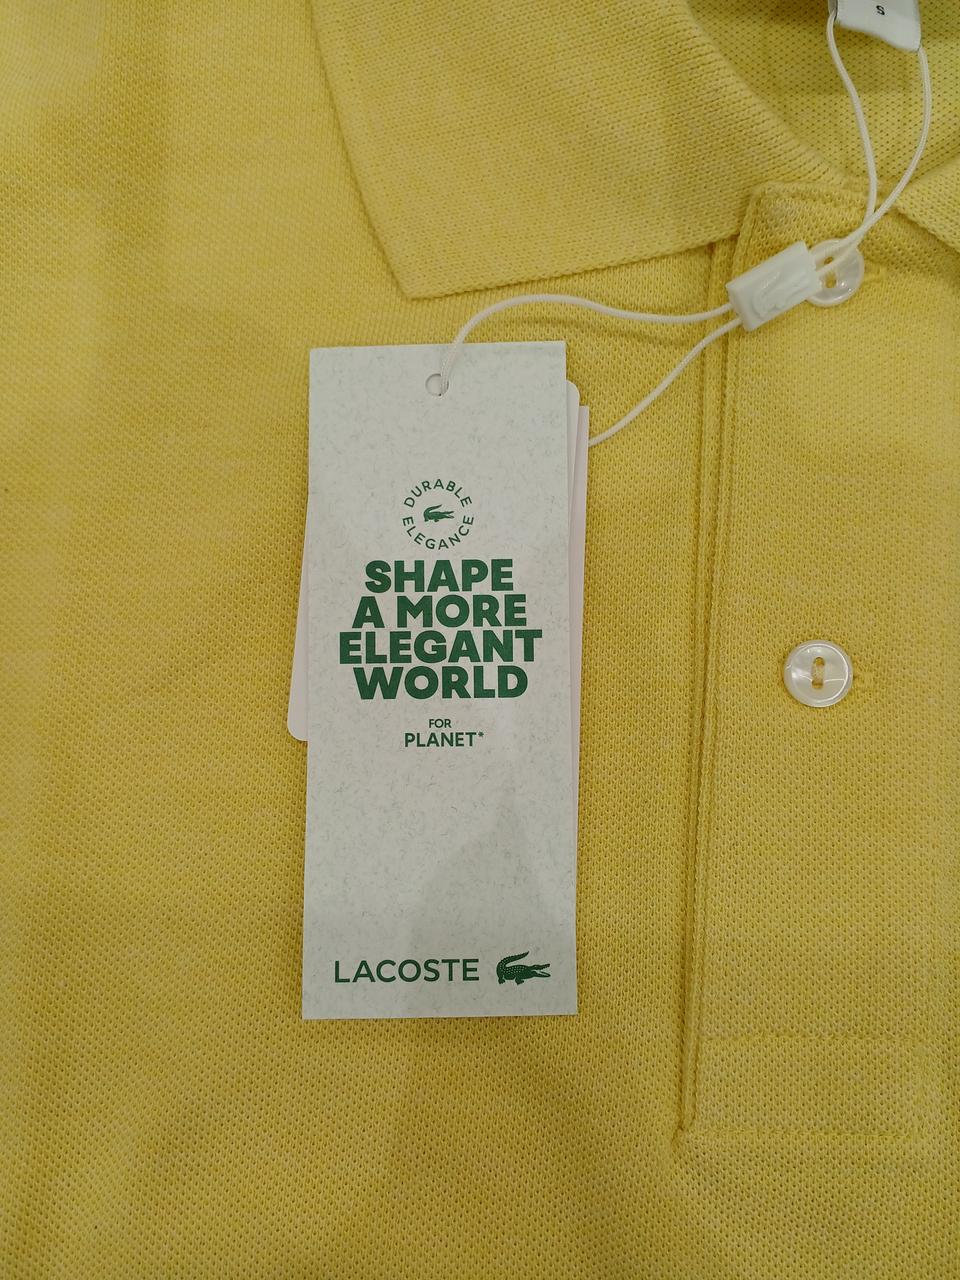 S
DURABLE
ELEGANCE
SHAPE
A MORE
ELEGANT
WORLD
FOR
PLANET*
LACOSTE